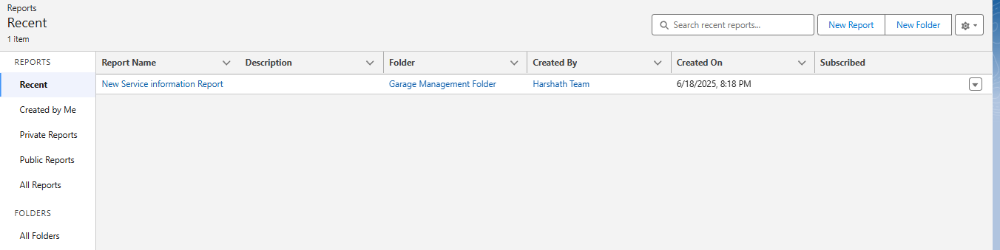 Reports
Recent
1 item
Search recent reports...
New Report
New Folder
REPORTS
Report Name
Description
Folder
Created By
Created On
Subscribed
Recent
New Service information Report
Garage Management Folder
Harshath Team
6/18/2025, 8:18 PM
Created by Me
Private Reports
Public Reports
All Reports
FOLDERS
All Folders